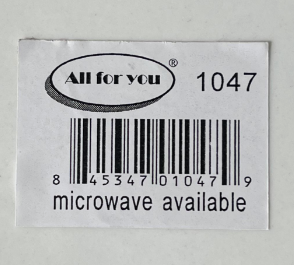 All for you ® 1047
8 45347 01047 9
microwave available